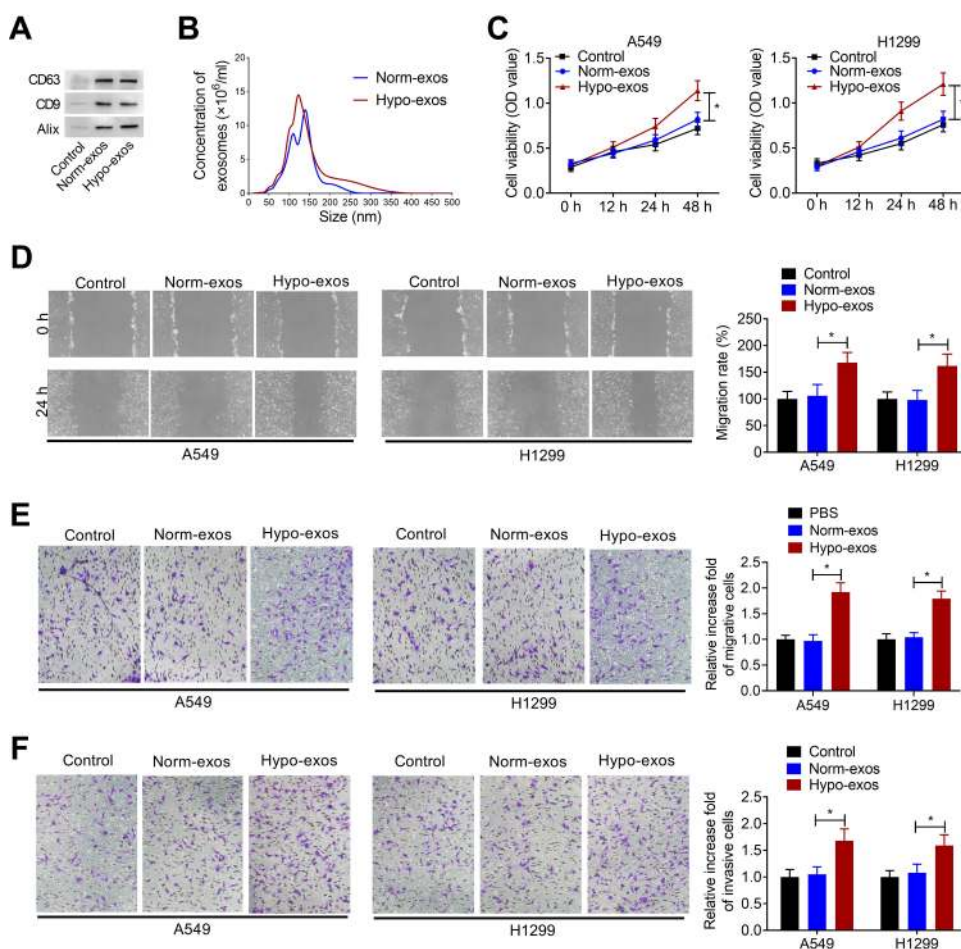 A
CD63
CD9
Alix
Control
Norm-exos
Hypo-exos
B
Concentration of
exosomes (×10⁶/ml)
20
15
10
5
0
Norm-exos
Hypo-exos
0 50 100 150 200 250 300 350 400 450 500
Size (nm)
C
A549
Cell viability (OD value)
1.5
1.0
0.5
0.0
Control
Norm-exos
Hypo-exos
*
0 h 12 h 24 h 48 h
H1299
Cell viability (OD value)
1.5
1.0
0.5
0.0
Control
Norm-exos
Hypo-exos
0 h 12 h 24 h 48 h
D
Control Norm-exos Hypo-exos
0 h
24 h
A549
Control Norm-exos Hypo-exos
H1299
Control
Norm-exos
Hypo-exos
Migration rate (%)
250
200
150
100
50
0
* *
A549 H1299
E
Control Norm-exos Hypo-exos
A549
Control Norm-exos Hypo-exos
H1299
PBS
Norm-exos
Hypo-exos
Relative increase fold
of migrative cells
2.5
2.0
1.5
1.0
0.5
0.0
* *
A549 H1299
F
Control Norm-exos Hypo-exos
A549
Control Norm-exos Hypo-exos
H1299
Control
Norm-exos
Hypo-exos
Relative increase fold
of invasive cells
2.5
2.0
1.5
1.0
0.5
0.0
* *
A549 H1299